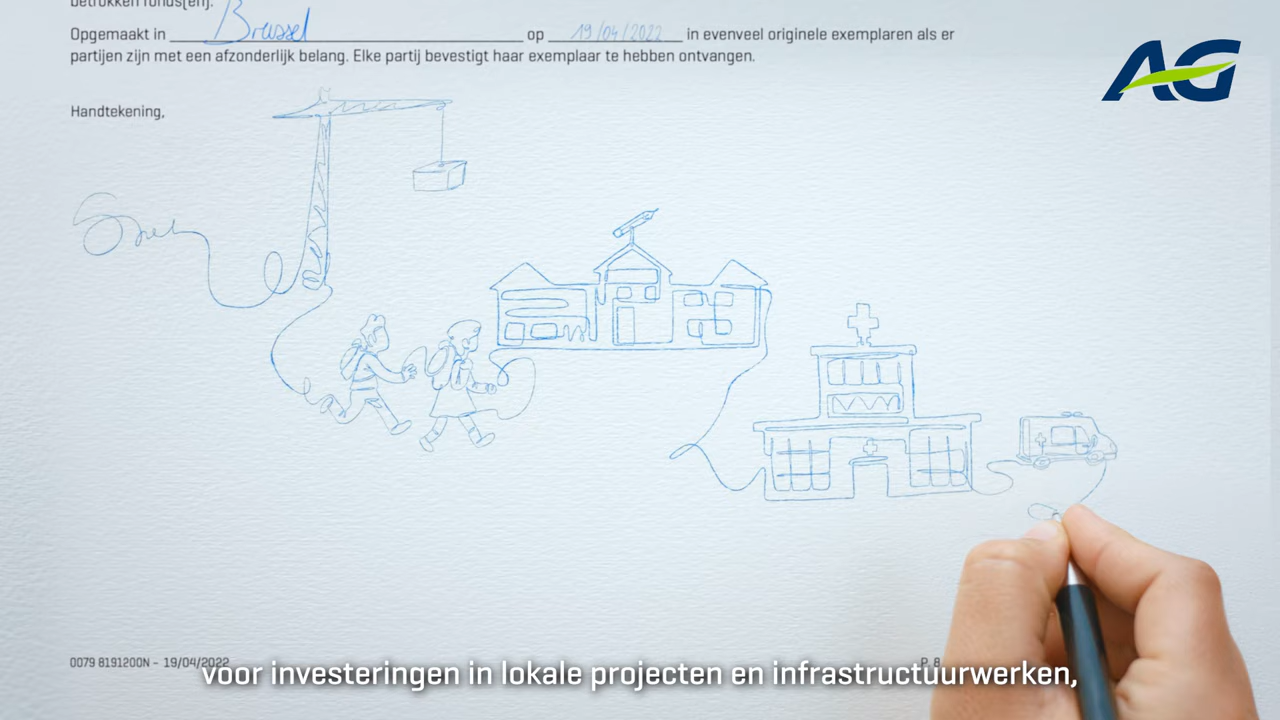 betrokken fonds(en).
Opgemaakt in Brussel op 19/04/2022 in evenveel originele exemplaren als er
partijen zijn met een afzonderlijk belang. Elke partij bevestigt haar exemplaar te hebben ontvangen.
AG
Handtekening,
0079 8191200N - 19/04/2022 P. 8
voor investeringen in lokale projecten en infrastructuurwerken,